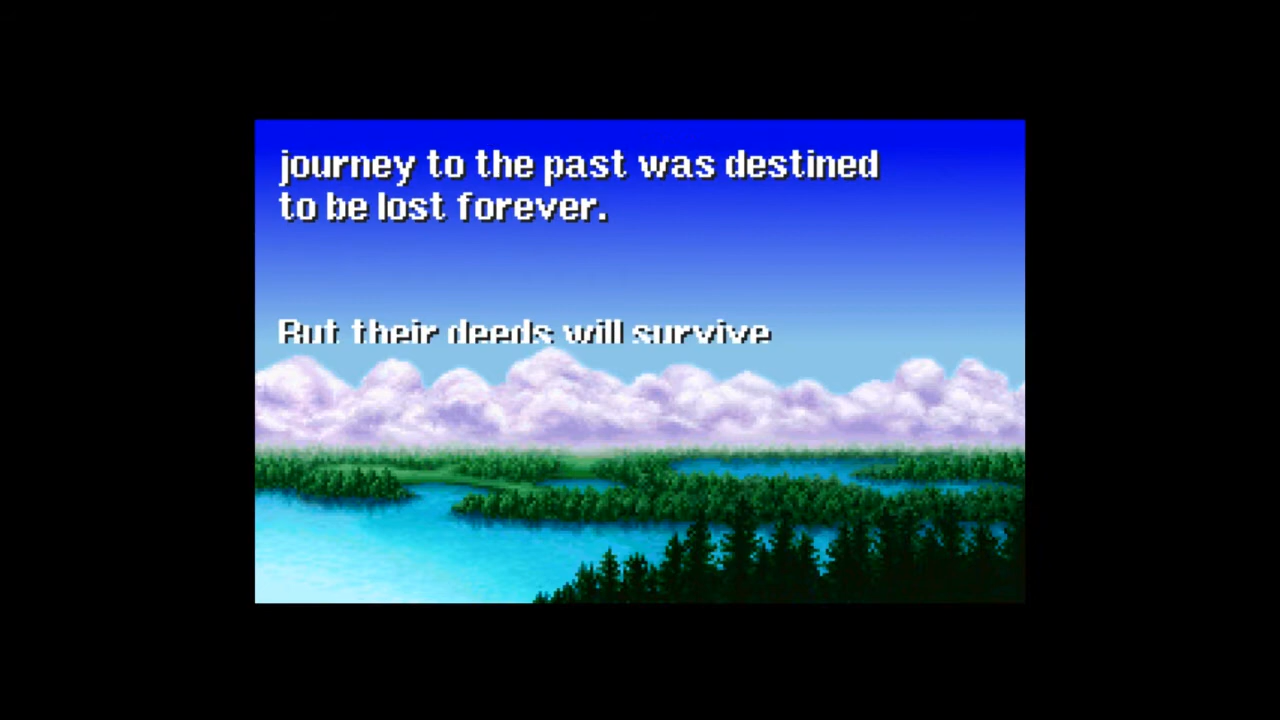 journey to the past was destined
to be lost forever.
But their deeds will survive